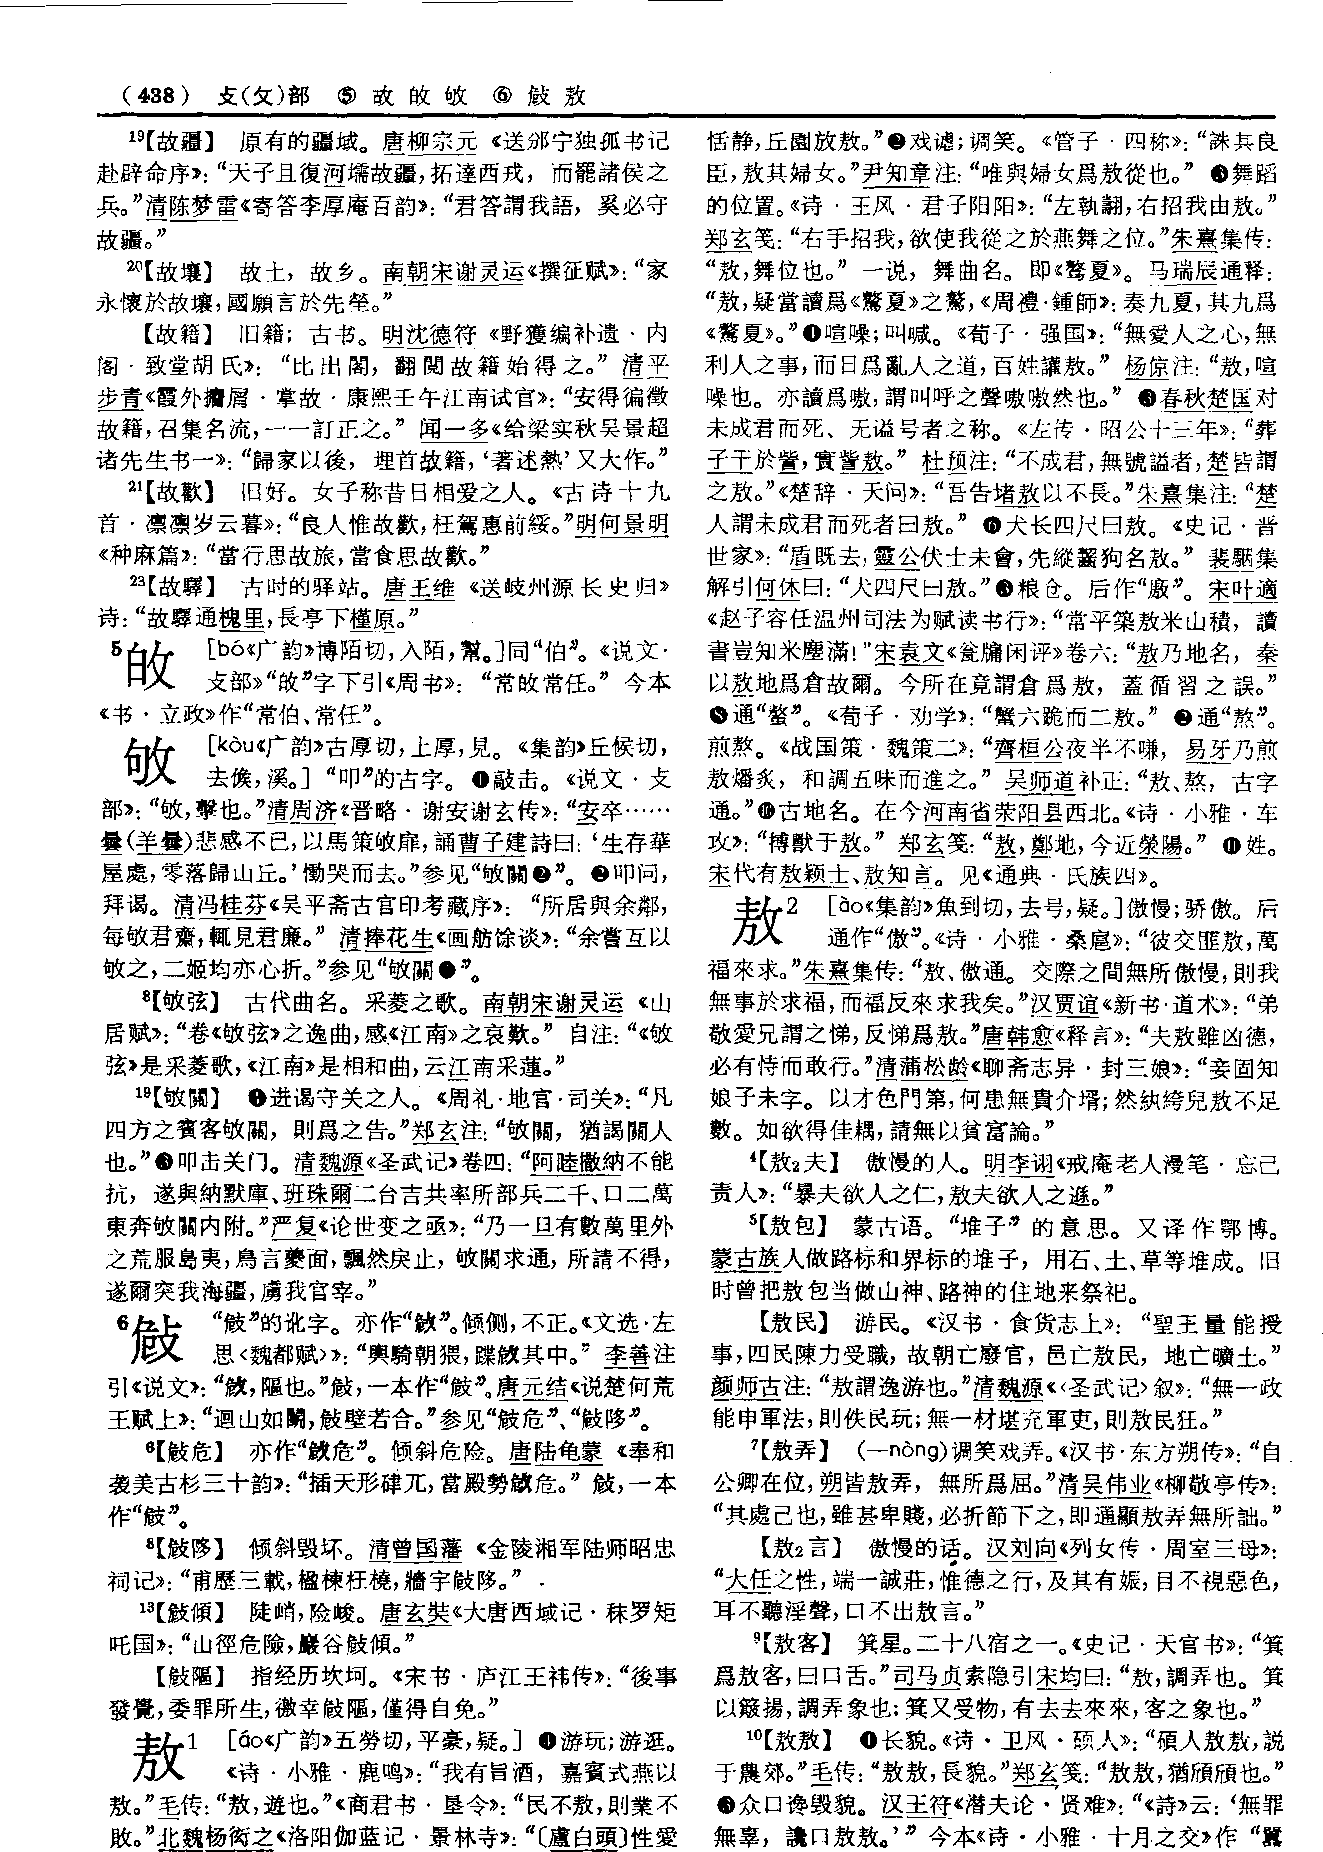 (438) 攴(攵)部 ⑤ 故 敀 敂 ⑥ 敧 敖
¹⁹【故疆】 原有的疆域。唐柳宗元《送邠宁独孤书记
赴辟命序》：“天子且復河壖故疆，拓達西戎，而罷諸侯之
兵。”清陈梦雷《寄答李厚庵百韵》：“君答謂我語，奚必守
故疆。”
²⁰【故壤】 故土，故乡。南朝宋谢灵运《撰征赋》：“家
永懷於故壤，國願言於先塋。”
【故籍】 旧籍；古书。明沈德符《野獲编补遗·内
阁·致堂胡氏》：“比出閣，翻閲故籍始得之。”清平
步青《霞外攟屑·掌故·康熙壬午江南试官》：“安得徧徵
故籍，召集名流，一一訂正之。”闻一多《给梁实秋吴景超
诸先生书一》：“歸家以後，埋首故籍，‘著述熱’又大作。”
²¹【故歡】 旧好。女子称昔日相爱之人。《古诗十九
首·凛凛岁云暮》：“良人惟故歡，枉駕惠前綏。”明何景明
《种麻篇》：“當行思故旅，當食思故歡。”
²³【故驛】 古时的驿站。唐王维《送岐州源长史归》
诗：“故驛通槐里，長亭下槿原。”
⁵敀 [bó《广韵》博陌切，入陌，幫。]同“伯”。《说文·
攴部》“敀”字下引《周书》：“常敀常任。”今本
《书·立政》作“常伯、常任”。
敂 [kòu《广韵》古厚切，上厚，見。《集韵》丘候切，
去候，溪。]“叩”的古字。❶敲击。《说文·攴
部》：“敂，擊也。”清周济《晋略·谢安谢玄传》：“安卒……
曇(羊曇)悲感不已，以馬策敂扉，誦曹子建詩曰：‘生存華
屋處，零落歸山丘。’慟哭而去。”参见“敂關❷”。❷叩问，
拜谒。清冯桂芬《吴平斋古官印考藏序》：“所居與余鄰，
每敂君齋，輒見君廉。”清捧花生《画舫馀谈》：“余嘗互以
敂之，二姬均亦心折。”参见“敂關❶”。
⁸【敂弦】 古代曲名。采菱之歌。南朝宋谢灵运《山
居赋》：“卷《敂弦》之逸曲，感《江南》之哀歎。”自注：“《敂
弦》是采菱歌，《江南》是相和曲，云江南采蓮。”
¹⁹【敂關】 ❶进谒守关之人。《周礼·地官·司关》：“凡
四方之賓客敂關，則爲之告。”郑玄注：“敂關，猶謁關人
也。”❷叩击关门。清魏源《圣武记》卷四：“阿睦撒纳不能
抗，遂與納默庫、班珠爾二台吉共率所部兵二千、口二萬
東奔敂關内附。”严复《论世变之亟》：“乃一旦有數萬里外
之荒服島夷，鳥言夔面，飄然戾止，敂關求通，所請不得，
遂爾突我海疆，虜我官宰。”
⁶敧 “攲”的讹字。亦作“㩻”。倾侧，不正。《文选·左
思〈魏都赋〉》：“輿騎朝猥，蹀㩻其中。”李善注
引《说文》：“㩻，䧢也。”敧，一本作“攲”。唐元结《说楚何荒
王赋上》：“迴山如闕，敧壁若合。”参见“攲危”、“攲陊”。
⁶【敧危】 亦作“㩻危”。倾斜危险。唐陆龟蒙《奉和
袭美古杉三十韵》：“插天形硉兀，當殿勢㩻危。”敧，一本
作“攲”。
⁸【敧陊】 倾斜毁坏。清曾国藩《金陵湘军陆师昭忠
祠记》：“甫歷三載，楹棟枉橈，牆宇敧陊。”
¹³【敧傾】 陡峭，险峻。唐玄奘《大唐西域记·秣罗矩
吒国》：“山徑危險，巖谷敧傾。”
【敧䧢】 指经历坎坷。《宋书·庐江王祎传》：“後事
發覺，委罪所生，徼幸敧䧢，僅得自免。”
敖¹ [áo《广韵》五勞切，平豪，疑。] ❶游玩；游逛。
《诗·小雅·鹿鸣》：“我有旨酒，嘉賓式燕以
敖。”毛传：“敖，遊也。”《商君书·垦令》：“民不敖，則業不
敗。”北魏杨衒之《洛阳伽蓝记·景林寺》：“〔盧白頭〕性愛
恬静，丘園放敖。”❷戏谑；调笑。《管子·四称》：“誅其良
臣，敖其婦女。”尹知章注：“唯與婦女爲敖從也。” ❸舞蹈
的位置。《诗·王风·君子阳阳》：“左執翿，右招我由敖。”
郑玄笺：“右手招我，欲使我從之於燕舞之位。”朱熹集传：
“敖，舞位也。”一说，舞曲名。即《骜夏》。马瑞辰通释：
“敖，疑當讀爲《驁夏》之驁，《周禮·鍾師》：奏九夏，其九爲
《驁夏》。”❹喧噪；叫喊。《荀子·强国》：“無愛人之心，無
利人之事，而日爲亂人之道，百姓讙敖。”杨倞注：“敖，喧
噪也。亦讀爲嗷，謂叫呼之聲嗷嗷然也。” ❺春秋楚国对
未成君而死、无谥号者之称。《左传·昭公十三年》：“葬
子干於訾，實訾敖。”杜预注：“不成君，無號謚者，楚皆謂
之敖。”《楚辞·天问》：“吾告堵敖以不長。”朱熹集注：“楚
人謂未成君而死者曰敖。” ❻犬长四尺曰敖。《史记·晋
世家》：“盾既去，靈公伏士未會，先縱齧狗名敖。”裴駰集
解引何休曰：“犬四尺曰敖。”❼粮仓。后作“廒”。宋叶適
《赵子容任温州司法为赋读书行》：“常平築敖米山積，讀
書豈知米塵滿！”宋袁文《瓮牖闲评》卷六：“敖乃地名，秦
以敖地爲倉故爾。今所在竟謂倉爲敖，蓋循習之誤。”
❽通“螯”。《荀子·劝学》：“蟹六跪而二敖。” ❾通“熬”。
煎熬。《战国策·魏策二》：“齊桓公夜半不嗛，易牙乃煎
敖燔炙，和調五味而進之。”吴师道补正：“敖、熬，古字
通。”❿古地名。在今河南省荥阳县西北。《诗·小雅·车
攻》：“搏獸于敖。”郑玄笺：“敖，鄭地，今近滎陽。” ⓫姓。
宋代有敖颖士、敖知言。见《通典·氏族四》。
敖² [ào《集韵》魚到切，去号，疑。]傲慢；骄傲。后
通作“傲”。《诗·小雅·桑扈》：“彼交匪敖，萬
福來求。”朱熹集传：“敖、傲通。交際之間無所傲慢，則我
無事於求福，而福反來求我矣。”汉贾谊《新书·道术》：“弟
敬愛兄謂之悌，反悌爲敖。”唐韩愈《释言》：“夫敖雖凶德，
必有恃而敢行。”清蒲松龄《聊斋志异·封三娘》：“妾固知
娘子未字。以才色門第，何患無貴介壻；然紈絝兒敖不足
數。如欲得佳耦，請無以貧富論。”
⁴【敖₂夫】 傲慢的人。明李诩《戒庵老人漫笔·忘己
责人》：“暴夫欲人之仁，敖夫欲人之遜。”
⁵【敖包】 蒙古语。“堆子”的意思。又译作鄂博。
蒙古族人做路标和界标的堆子，用石、土、草等堆成。旧
时曾把敖包当做山神、路神的住地来祭祀。
【敖民】 游民。《汉书·食货志上》：“聖王量能授
事，四民陳力受職，故朝亡廢官，邑亡敖民，地亡曠土。”
颜师古注：“敖謂逸游也。”清魏源《〈圣武记〉叙》：“無一政
能申軍法，則佚民玩；無一材堪充軍吏，則敖民狂。”
⁷【敖弄】 (—nòng)调笑戏弄。《汉书·东方朔传》：“自
公卿在位，朔皆敖弄，無所爲屈。”清吴伟业《柳敬亭传》：
“其處己也，雖甚卑賤，必折節下之，即通顯敖弄無所詘。”
【敖₂言】 傲慢的话。汉刘向《列女传·周室三母》：
“大任之性，端一誠莊，惟德之行，及其有娠，目不視惡色，
耳不聽淫聲，口不出敖言。”
⁹【敖客】 箕星。二十八宿之一。《史记·天官书》：“箕
爲敖客，曰口舌。”司马贞索隐引宋均曰：“敖，調弄也。箕
以簸揚，調弄象也；箕又受物，有去去來來，客之象也。”
¹⁰【敖敖】 ❶长貌。《诗·卫风·硕人》：“碩人敖敖，説
于農郊。”毛传：“敖敖，長貌。”郑玄笺：“敖敖，猶頎頎也。”
❷众口谗毁貌。汉王符《潜夫论·贤难》：“《詩》云：‘無罪
無辜，讒口敖敖。’”今本《诗·小雅·十月之交》作“囂